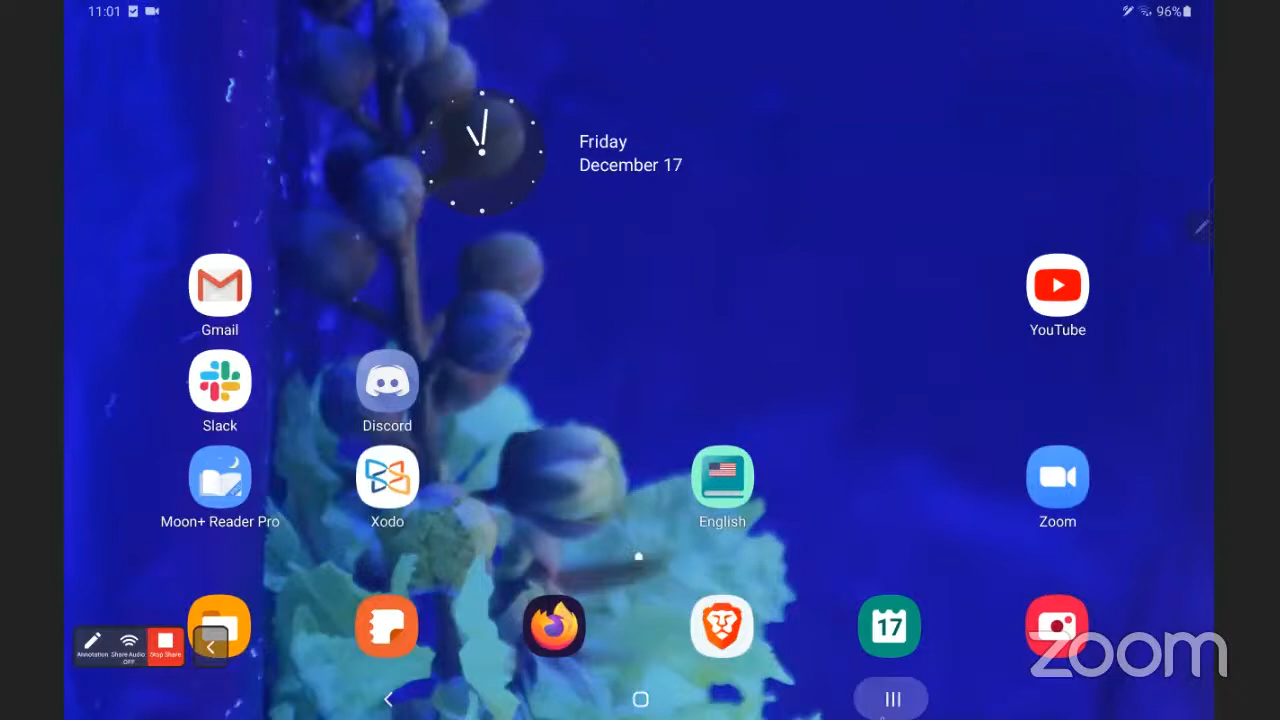 11:01
96%
Friday
December 17
Gmail
YouTube
Slack
Discord
Moon+ Reader Pro
Xodo
English
Zoom
17
Annotation
Share Audio
OFF
Stop Share
zoom